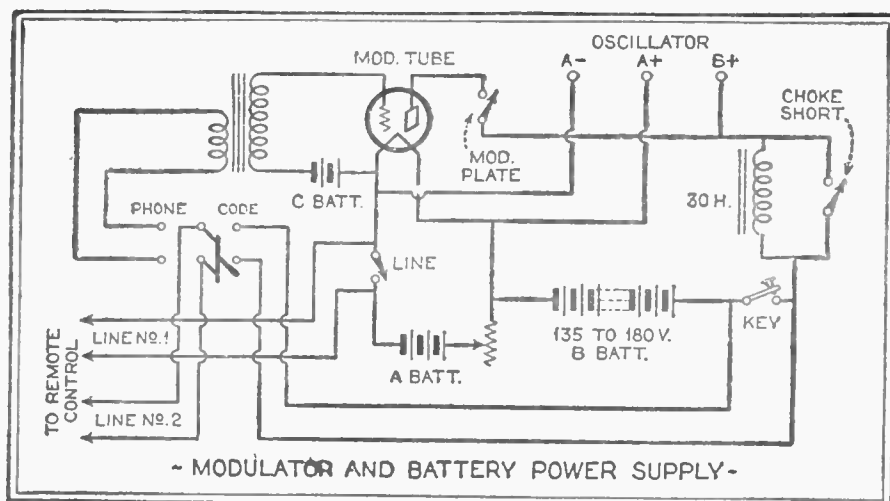 OSCILLATOR
MOD. TUBE
A-
A+
B+
CHOKE
SHORT
MOD.
PLATE
C BATT.
30 H.
PHONE
CODE
LINE
LINE Nº.1
135 TO 180 V.
B BATT.
KEY
A BATT.
TO REMOTE
CONTROL
LINE Nº.2
~ MODULATOR AND BATTERY POWER SUPPLY ~